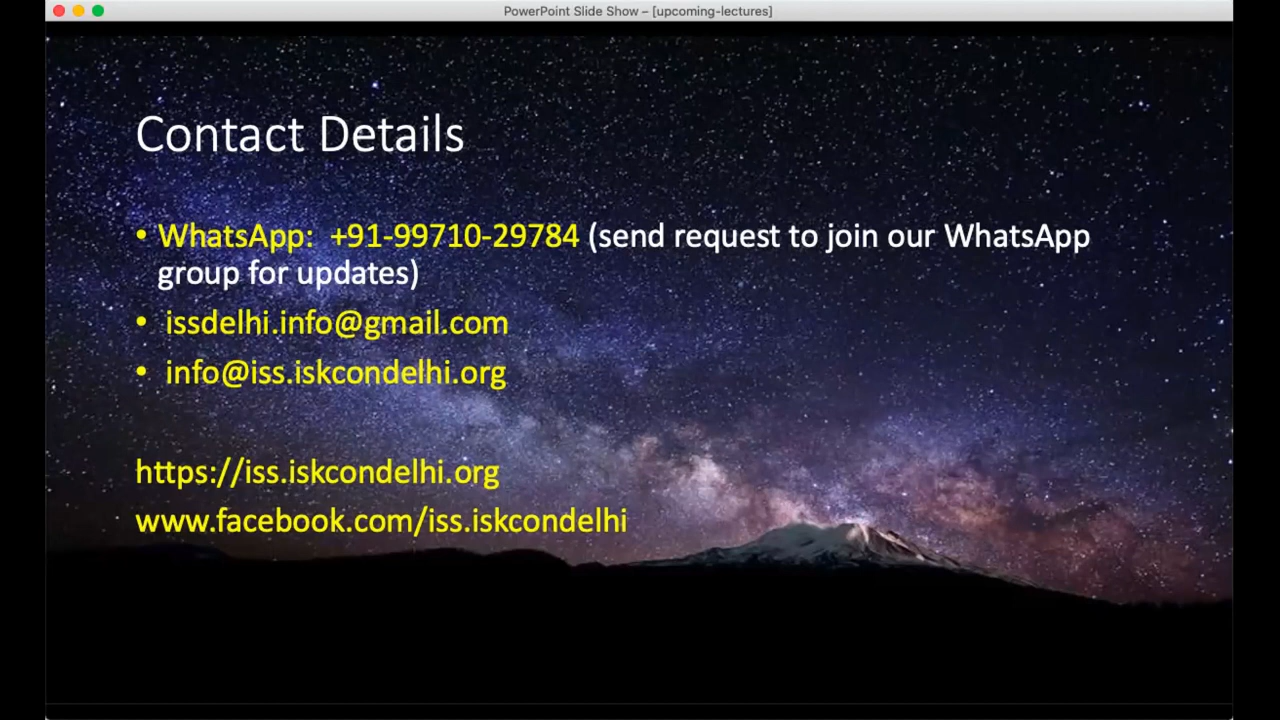 PowerPoint Slide Show – [upcoming-lectures]
Contact Details
• WhatsApp: +91-99710-29784 (send request to join our WhatsApp
group for updates)
• issdelhi.info@gmail.com
• info@iss.iskcondelhi.org
https://iss.iskcondelhi.org
www.facebook.com/iss.iskcondelhi